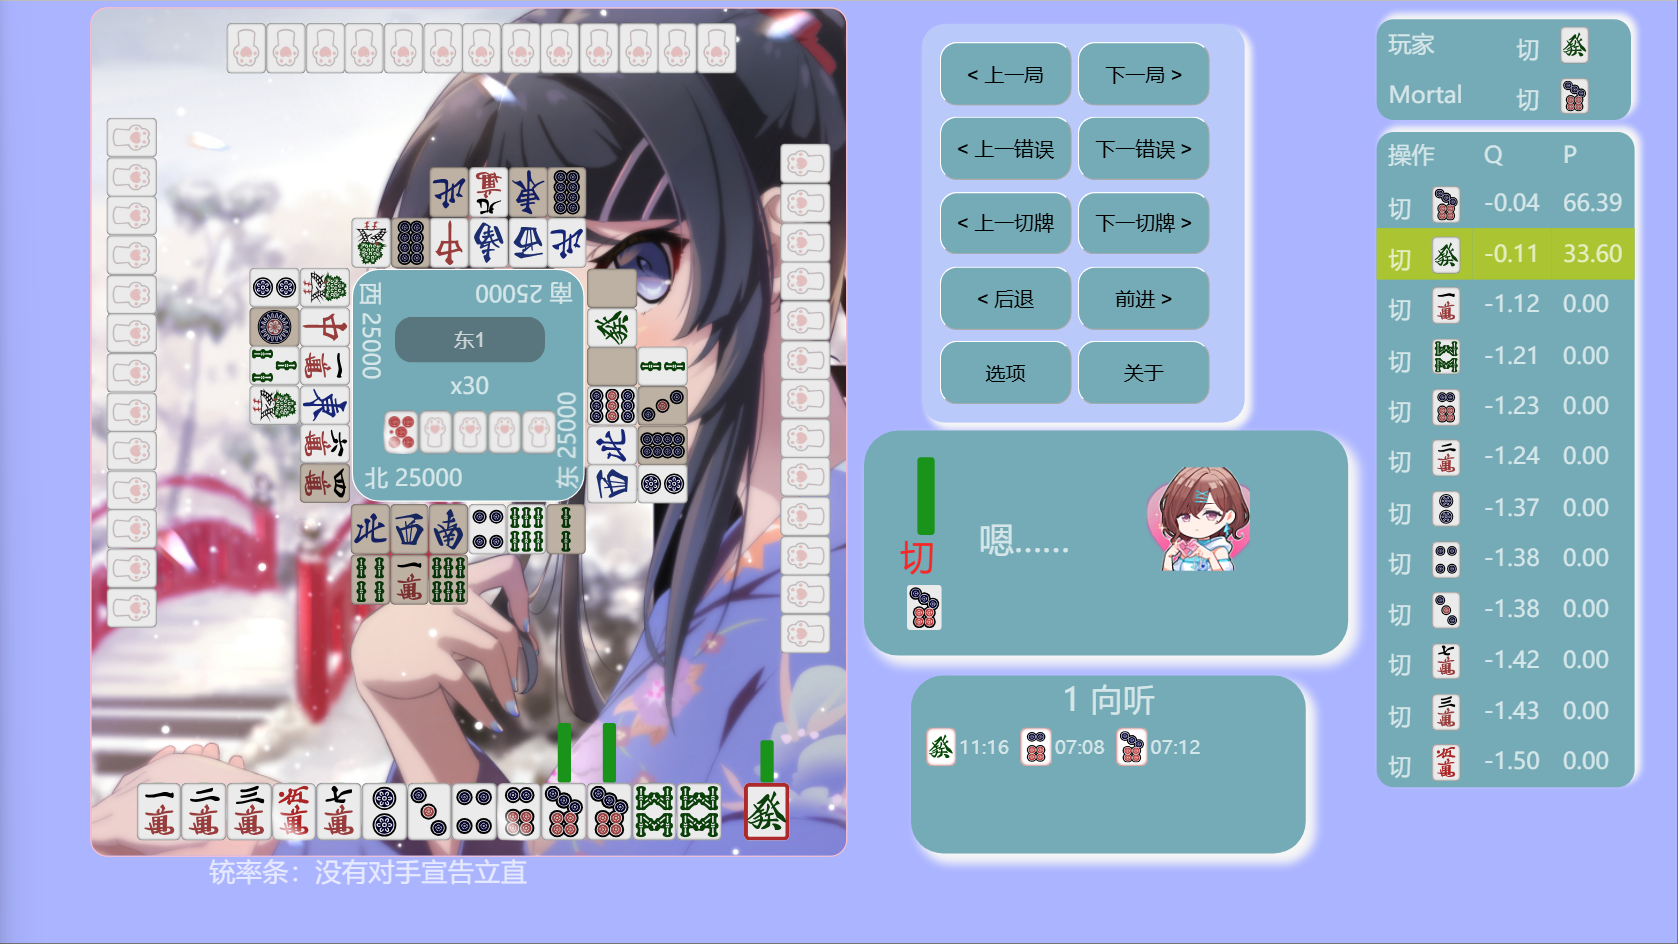 西 25000
南 25000
东1
x30
东 25000
北 25000
铳率条：没有对手宣告立直
< 上一局
下一局 >
< 上一错误
下一错误 >
< 上一切牌
下一切牌 >
< 后退
前进 >
选项
关于
切
嗯......
1 向听
11:16
07:08
07:12
玩家 切
Mortal 切
操作 Q P
切 -0.04 66.39
切 -0.11 33.60
切 -1.12 0.00
切 -1.21 0.00
切 -1.23 0.00
切 -1.24 0.00
切 -1.37 0.00
切 -1.38 0.00
切 -1.38 0.00
切 -1.42 0.00
切 -1.43 0.00
切 -1.50 0.00